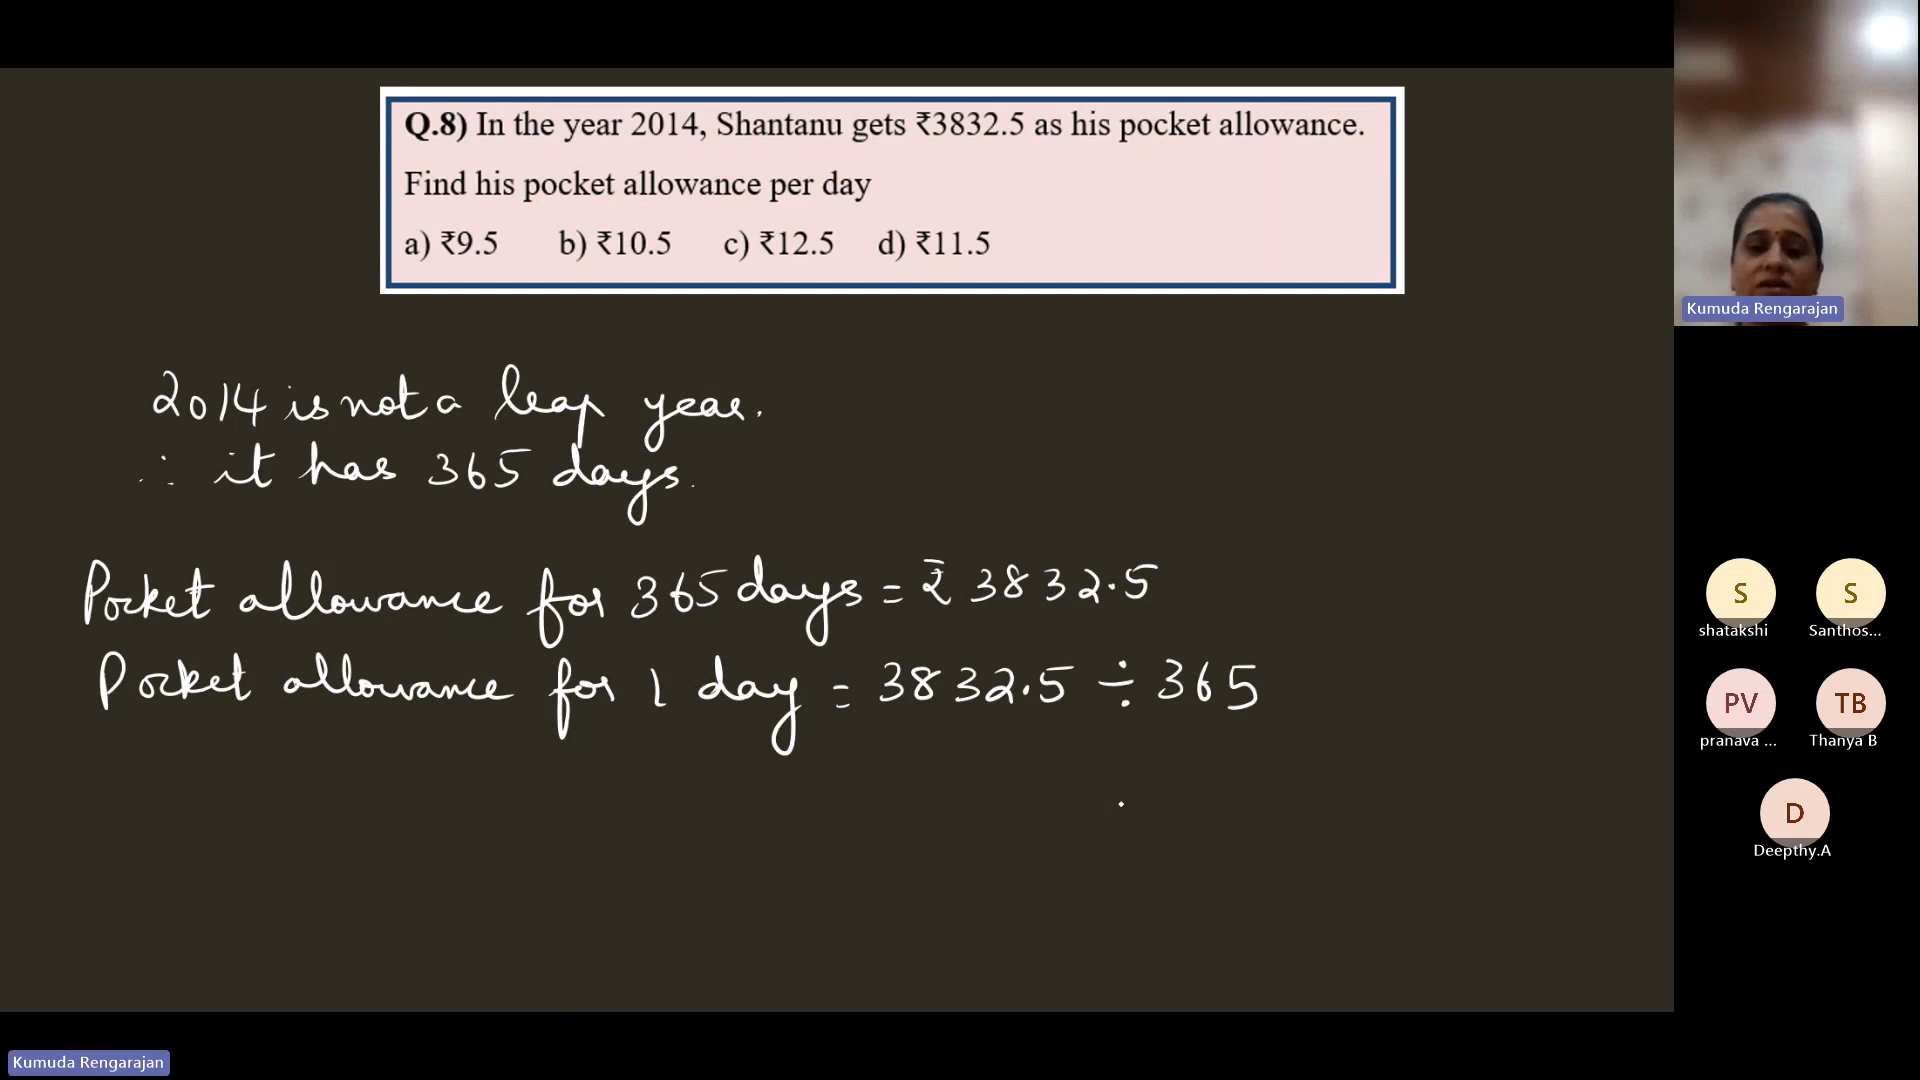 Q.8) In the year 2014, Shantanu gets ₹3832.5 as his pocket allowance.
Find his pocket allowance per day
a) ₹9.5 b) ₹10.5 c) ₹12.5 d) ₹11.5
2014 is not a leap year.
∴ it has 365 days.
Pocket allowance for 365 days = ₹ 3832.5
Pocket allowance for 1 day = 3832.5 ÷ 365
Kumuda Rengarajan
S
shatakshi
S
Santhos...
PV
pranava ...
TB
Thanya B
D
Deepthy.A
Kumuda Rengarajan